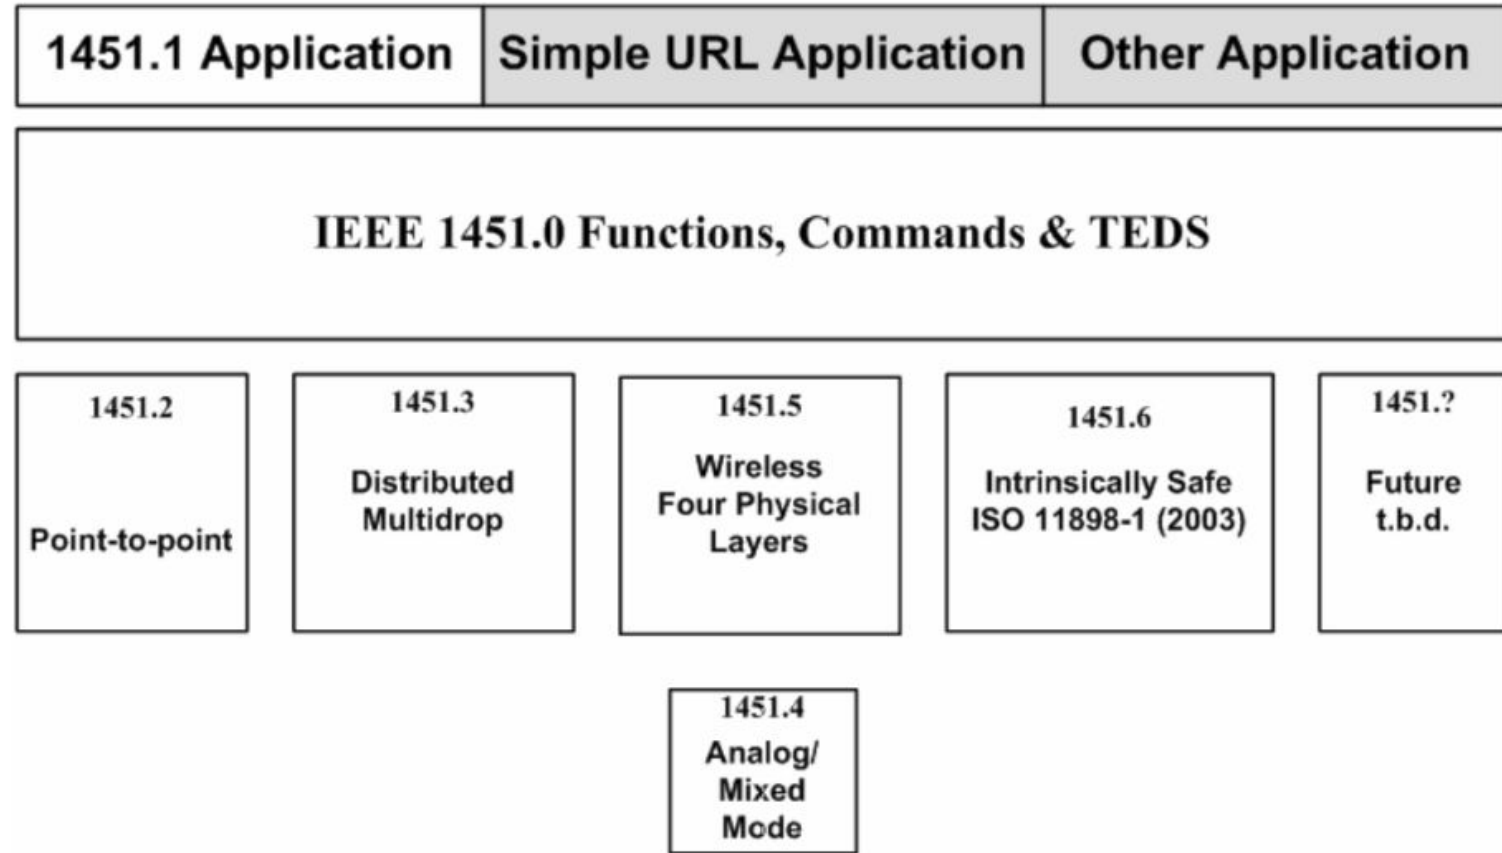 1451.1 Application
Simple URL Application
Other Application
IEEE 1451.0 Functions, Commands & TEDS
1451.2
Point-to-point
1451.3
Distributed
Multidrop
1451.5
Wireless
Four Physical
Layers
1451.6
Intrinsically Safe
ISO 11898-1 (2003)
1451.?
Future
t.b.d.
1451.4
Analog/
Mixed
Mode